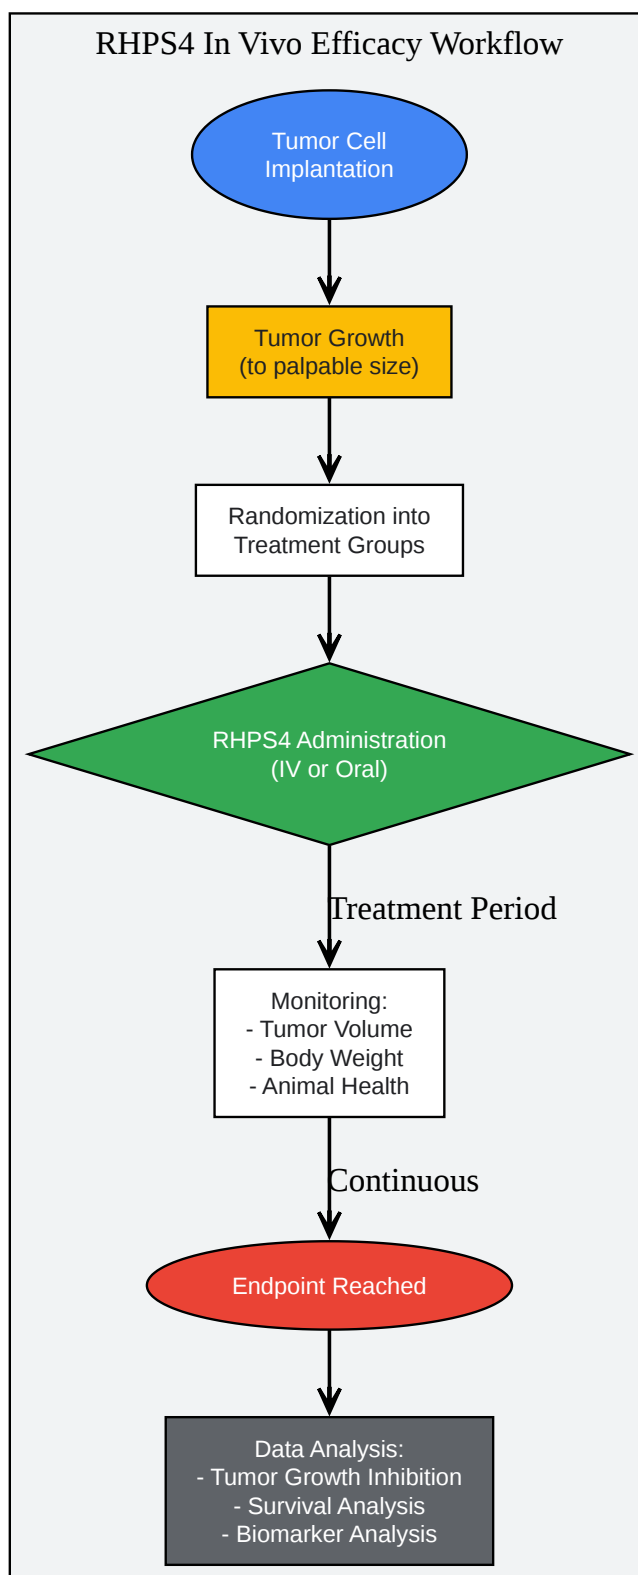 RHPS4 In Vivo Efficacy Workflow
Tumor Cell
Implantation
Tumor Growth
(to palpable size)
Randomization into
Treatment Groups
RHPS4 Administration
(IV or Oral)
Treatment Period
Monitoring:
- Tumor Volume
- Body Weight
- Animal Health
Continuous
Endpoint Reached
Data Analysis:
- Tumor Growth Inhibition
- Survival Analysis
- Biomarker Analysis